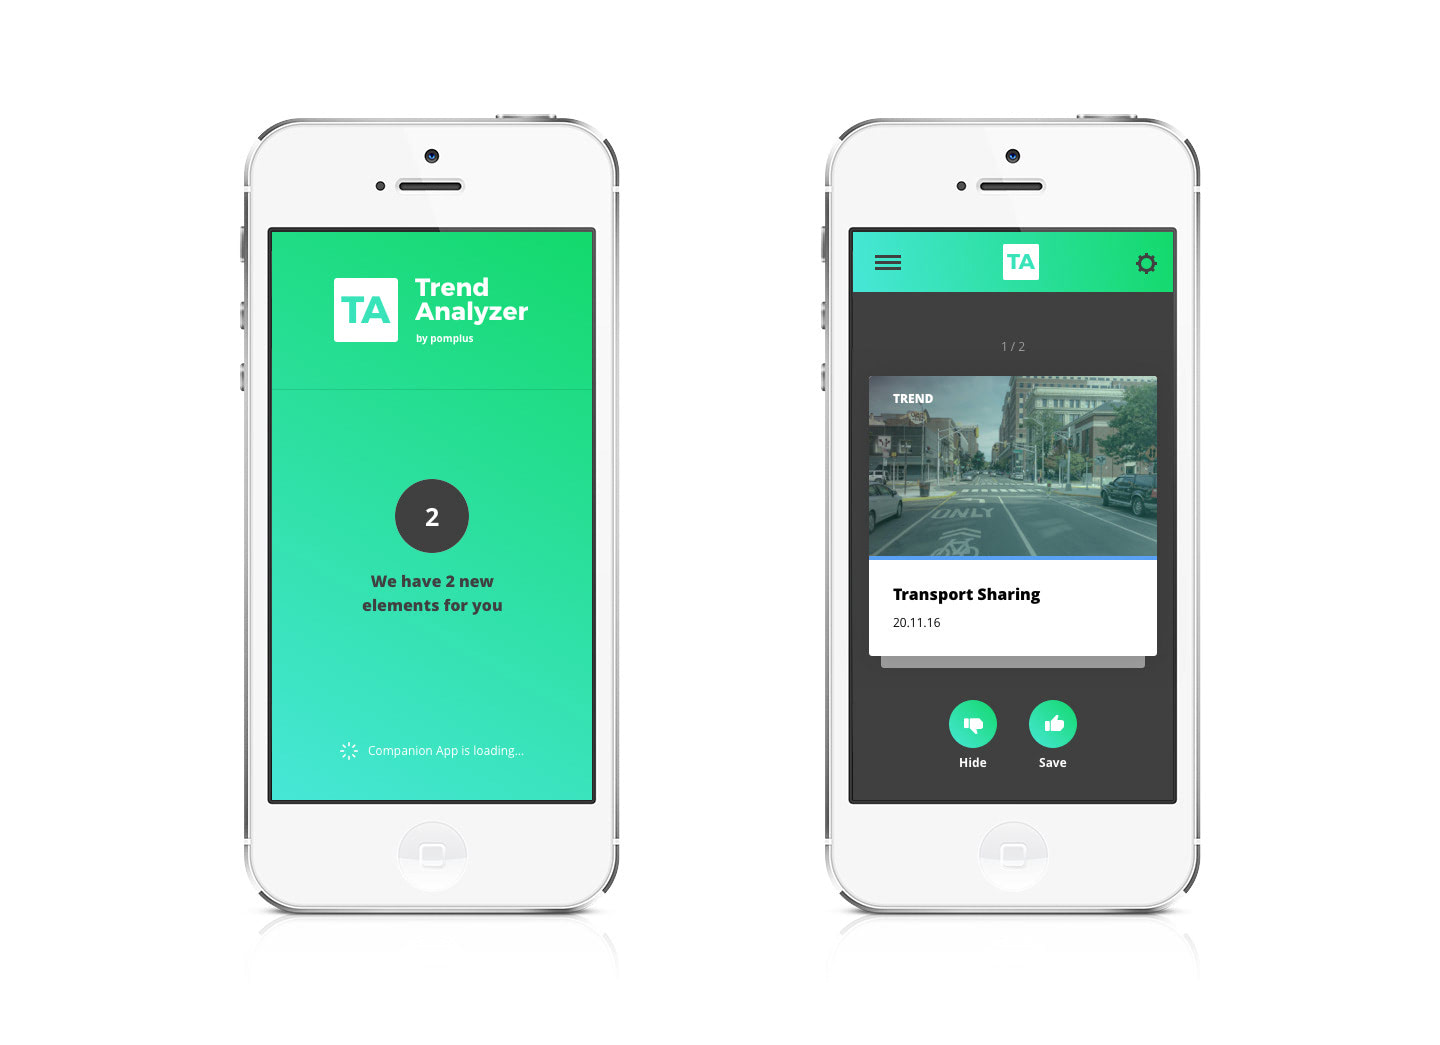 TA
Trend
Analyzer
by pomplus
2
We have 2 new
elements for you
Companion App is loading...
TA
1 / 2
TREND
ONLY
Transport Sharing
20.11.16
Hide
Save